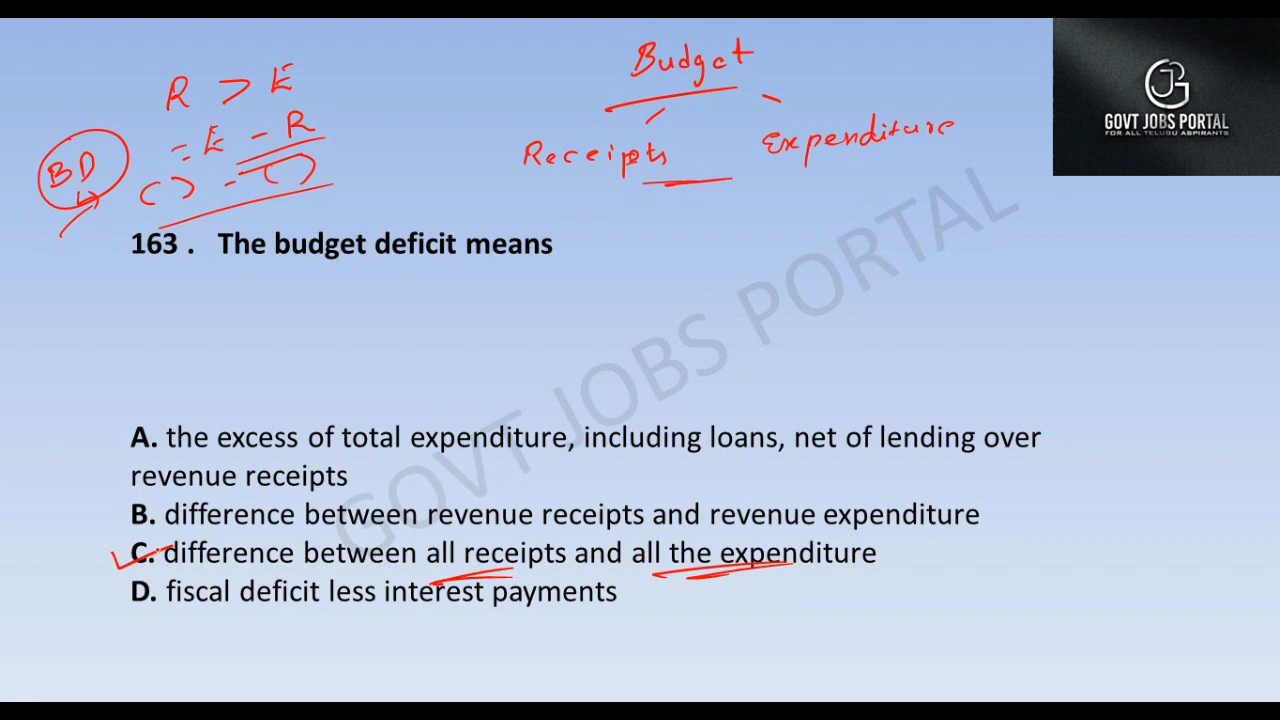 Budget
Receipts Expenditure
R > E
= E - R
BD ( ) - ( )
GOVT JOBS PORTAL
FOR ALL TELUGU ASPIRANTS
163 . The budget deficit means
A. the excess of total expenditure, including loans, net of lending over
revenue receipts
B. difference between revenue receipts and revenue expenditure
C. difference between all receipts and all the expenditure
D. fiscal deficit less interest payments
GOVT JOBS PORTAL